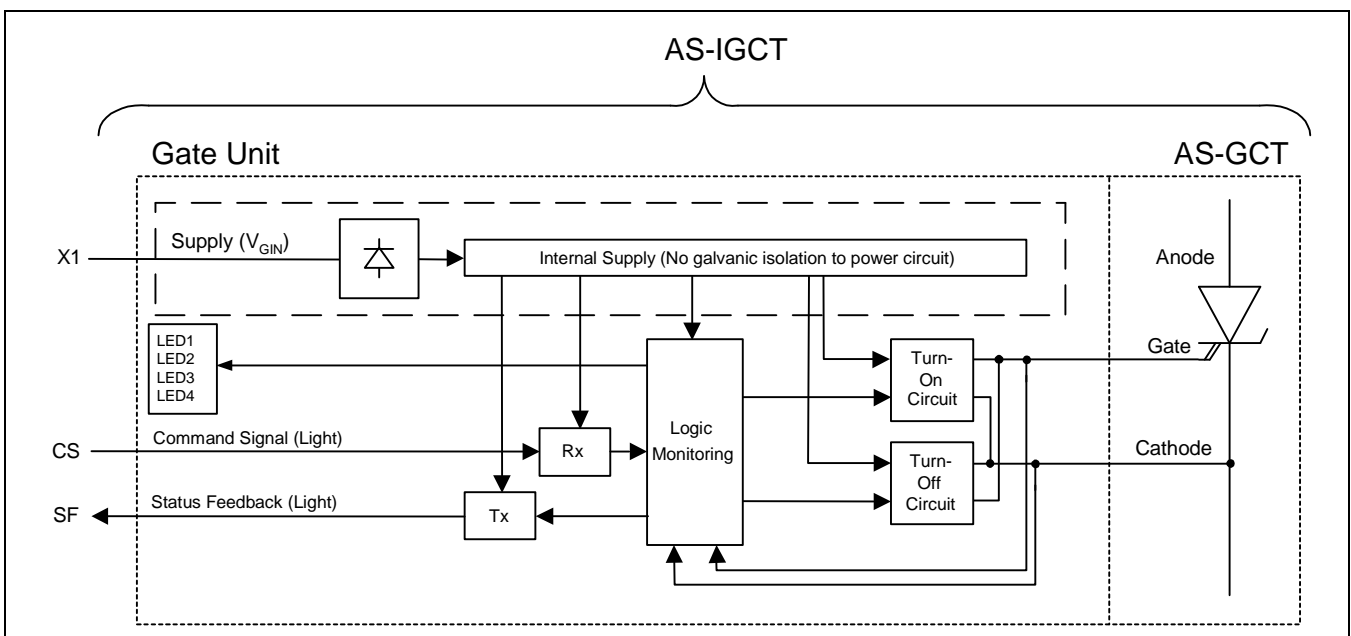 AS-IGCT
Gate Unit
AS-GCT
Supply (VGIN)
X1
Internal Supply (No galvanic isolation to power circuit)
Anode
LED1
LED2
LED3
LED4
Turn-
On
Circuit
Gate
Logic
Monitoring
CS
Command Signal (Light)
Rx
Turn-
Off
Circuit
Cathode
SF
Status Feedback (Light)
Tx